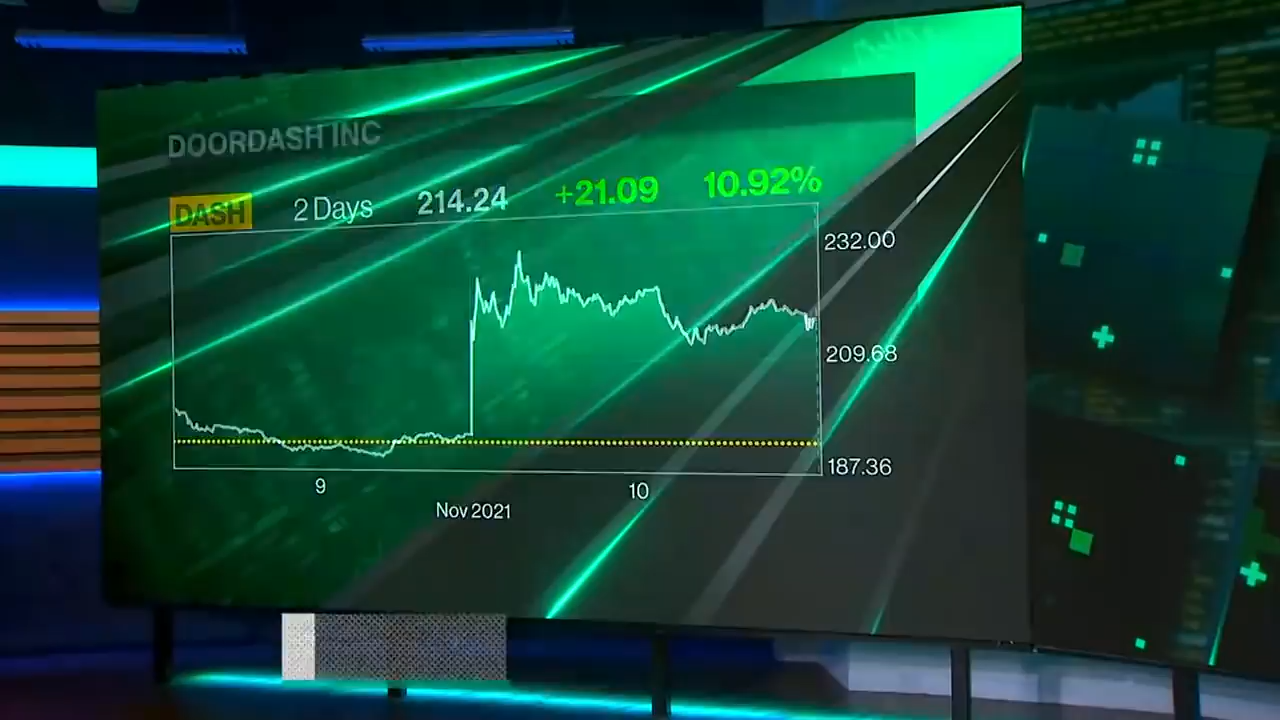 DOORDASH INC
DASH 2 Days 214.24 +21.09 10.92%
232.00
209.68
187.36
9 10
Nov 2021